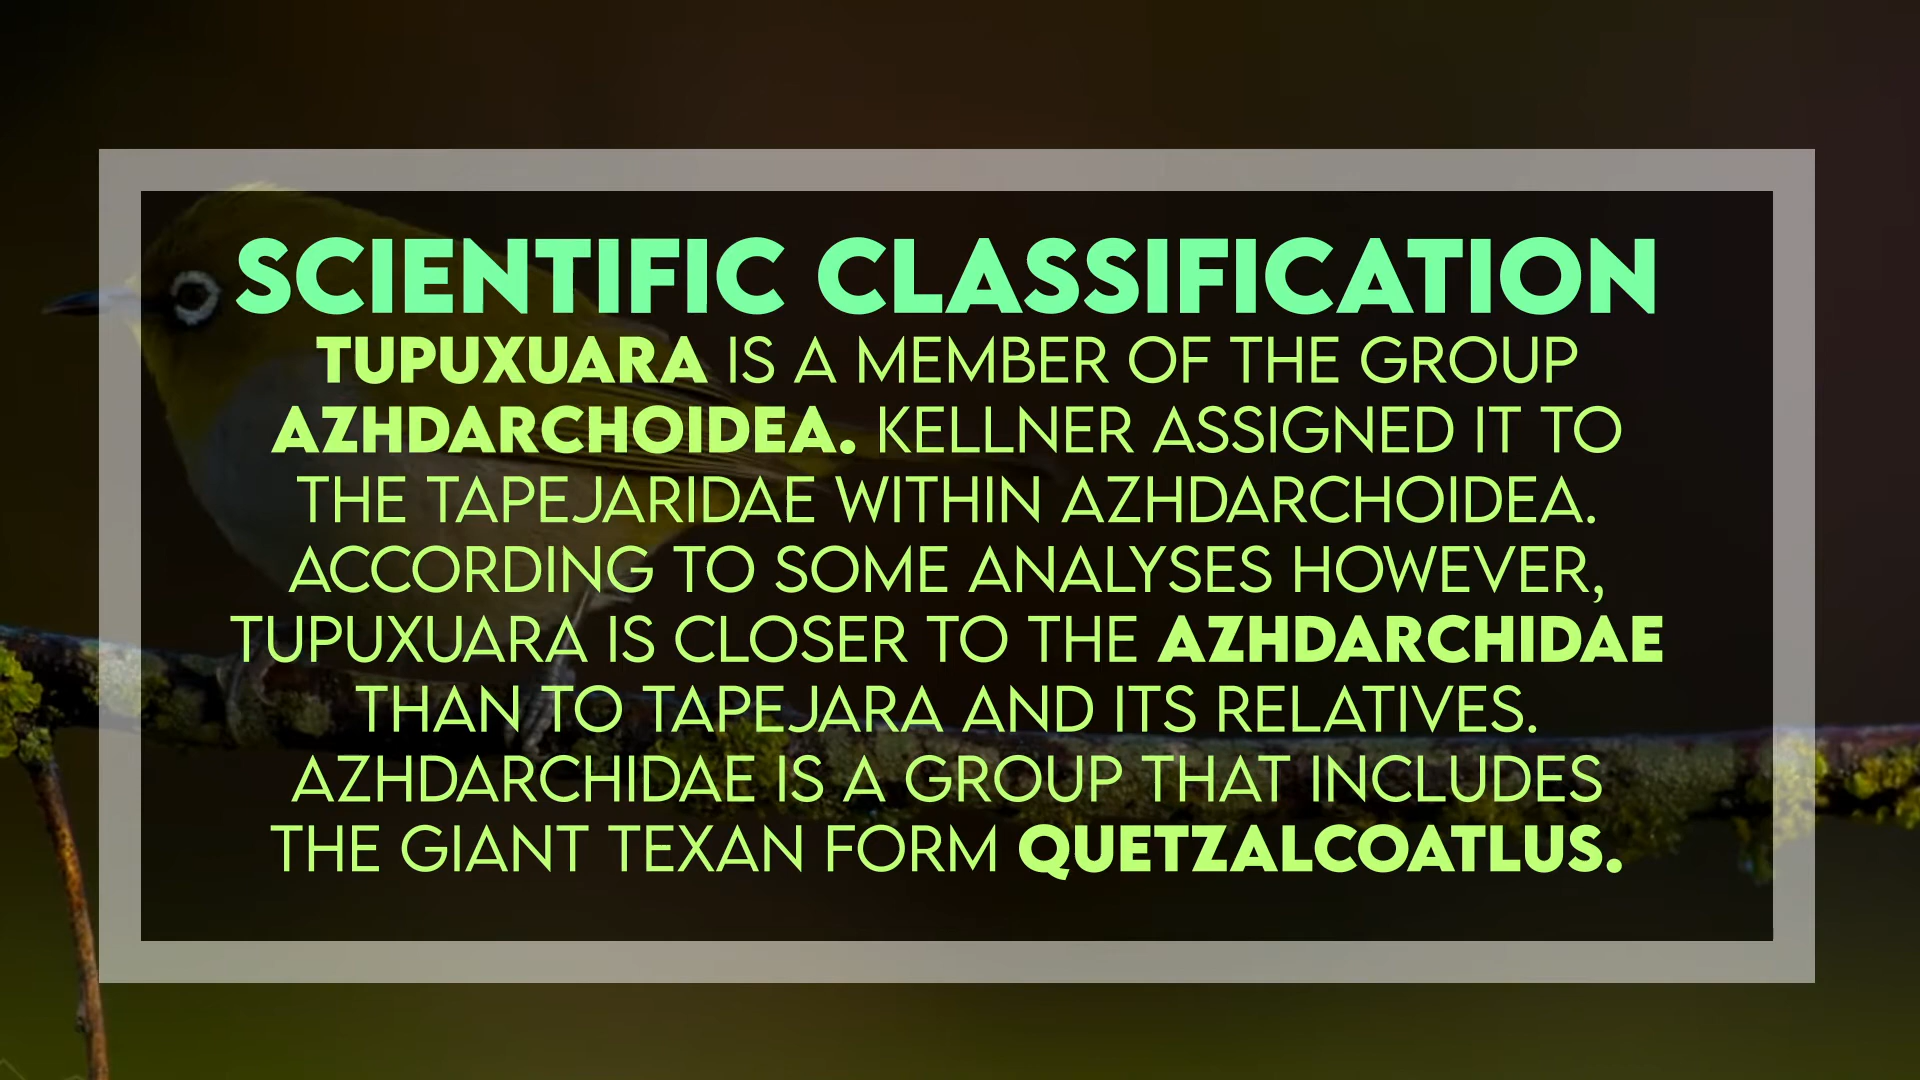 SCIENTIFIC CLASSIFICATION
TUPUXUARA IS A MEMBER OF THE GROUP
AZHDARCHOIDEA. KELLNER ASSIGNED IT TO
THE TAPEJARIDAE WITHIN AZHDARCHOIDEA.
ACCORDING TO SOME ANALYSES HOWEVER,
TUPUXUARA IS CLOSER TO THE AZHDARCHIDAE
THAN TO TAPEJARA AND ITS RELATIVES.
AZHDARCHIDAE IS A GROUP THAT INCLUDES
THE GIANT TEXAN FORM QUETZALCOATLUS.